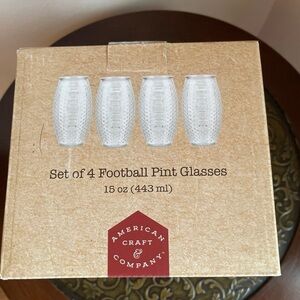 Set of 4 Football Pint Glasses
15 oz (443 ml)
AMERICAN
CRAFT
&
COMPANY